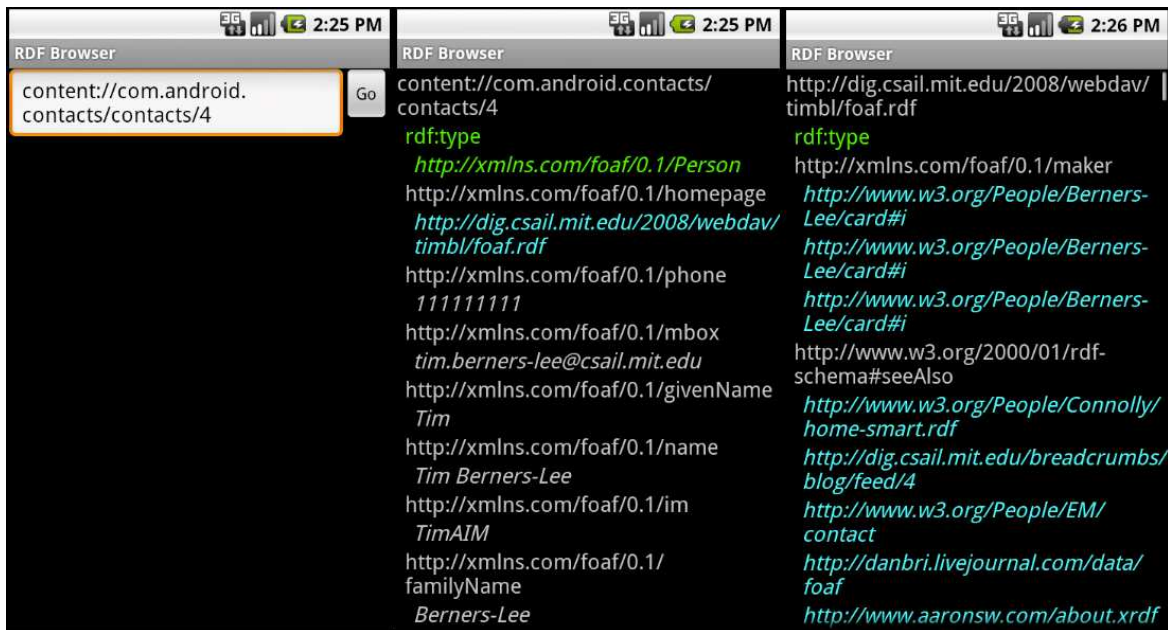 3G 2:25 PM
RDF Browser
content://com.android.
contacts/contacts/4
Go
3G 2:25 PM
RDF Browser
content://com.android.contacts/
contacts/4
rdf:type
http://xmlns.com/foaf/0.1/Person
http://xmlns.com/foaf/0.1/homepage
http://dig.csail.mit.edu/2008/webdav/
timbl/foaf.rdf
http://xmlns.com/foaf/0.1/phone
111111111
http://xmlns.com/foaf/0.1/mbox
tim.berners-lee@csail.mit.edu
http://xmlns.com/foaf/0.1/givenName
Tim
http://xmlns.com/foaf/0.1/name
Tim Berners-Lee
http://xmlns.com/foaf/0.1/im
TimAIM
http://xmlns.com/foaf/0.1/
familyName
Berners-Lee
3G 2:26 PM
RDF Browser
http://dig.csail.mit.edu/2008/webdav/
timbl/foaf.rdf
rdf:type
http://xmlns.com/foaf/0.1/maker
http://www.w3.org/People/Berners-
Lee/card#i
http://www.w3.org/People/Berners-
Lee/card#i
http://www.w3.org/People/Berners-
Lee/card#i
http://www.w3.org/2000/01/rdf-
schema#seeAlso
http://www.w3.org/People/Connolly/
home-smart.rdf
http://dig.csail.mit.edu/breadcrumbs/
blog/feed/4
http://www.w3.org/People/EM/
contact
http://danbri.livejournal.com/data/
foaf
http://www.aaronsw.com/about.xrdf